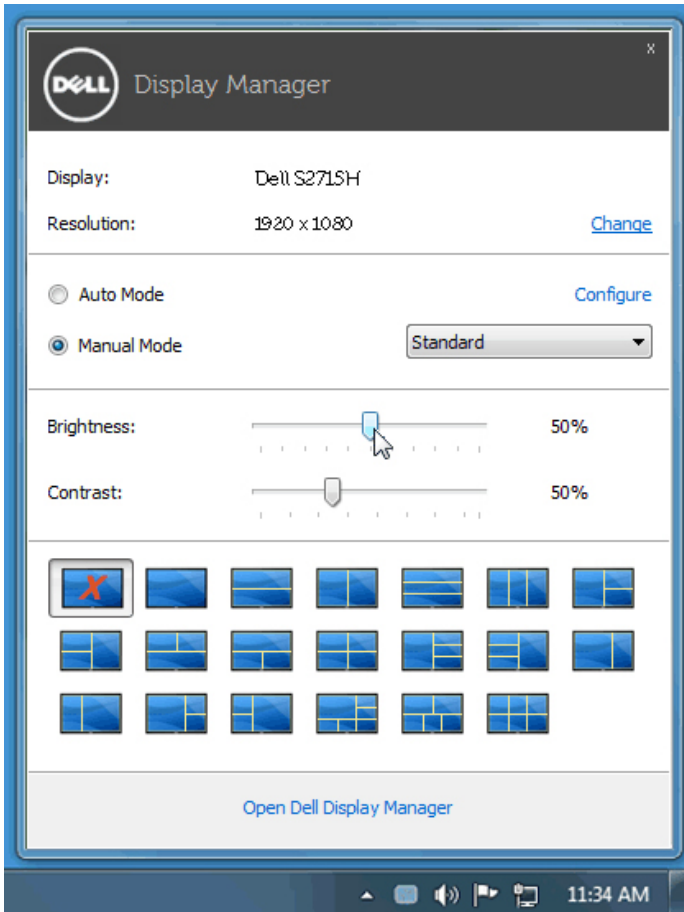 x
DELL Display Manager
Display: Dell S2715H
Resolution: 1920 x 1080 Change
Auto Mode Configure
Manual Mode Standard
Brightness: 50%
Contrast: 50%
X
Open Dell Display Manager
11:34 AM